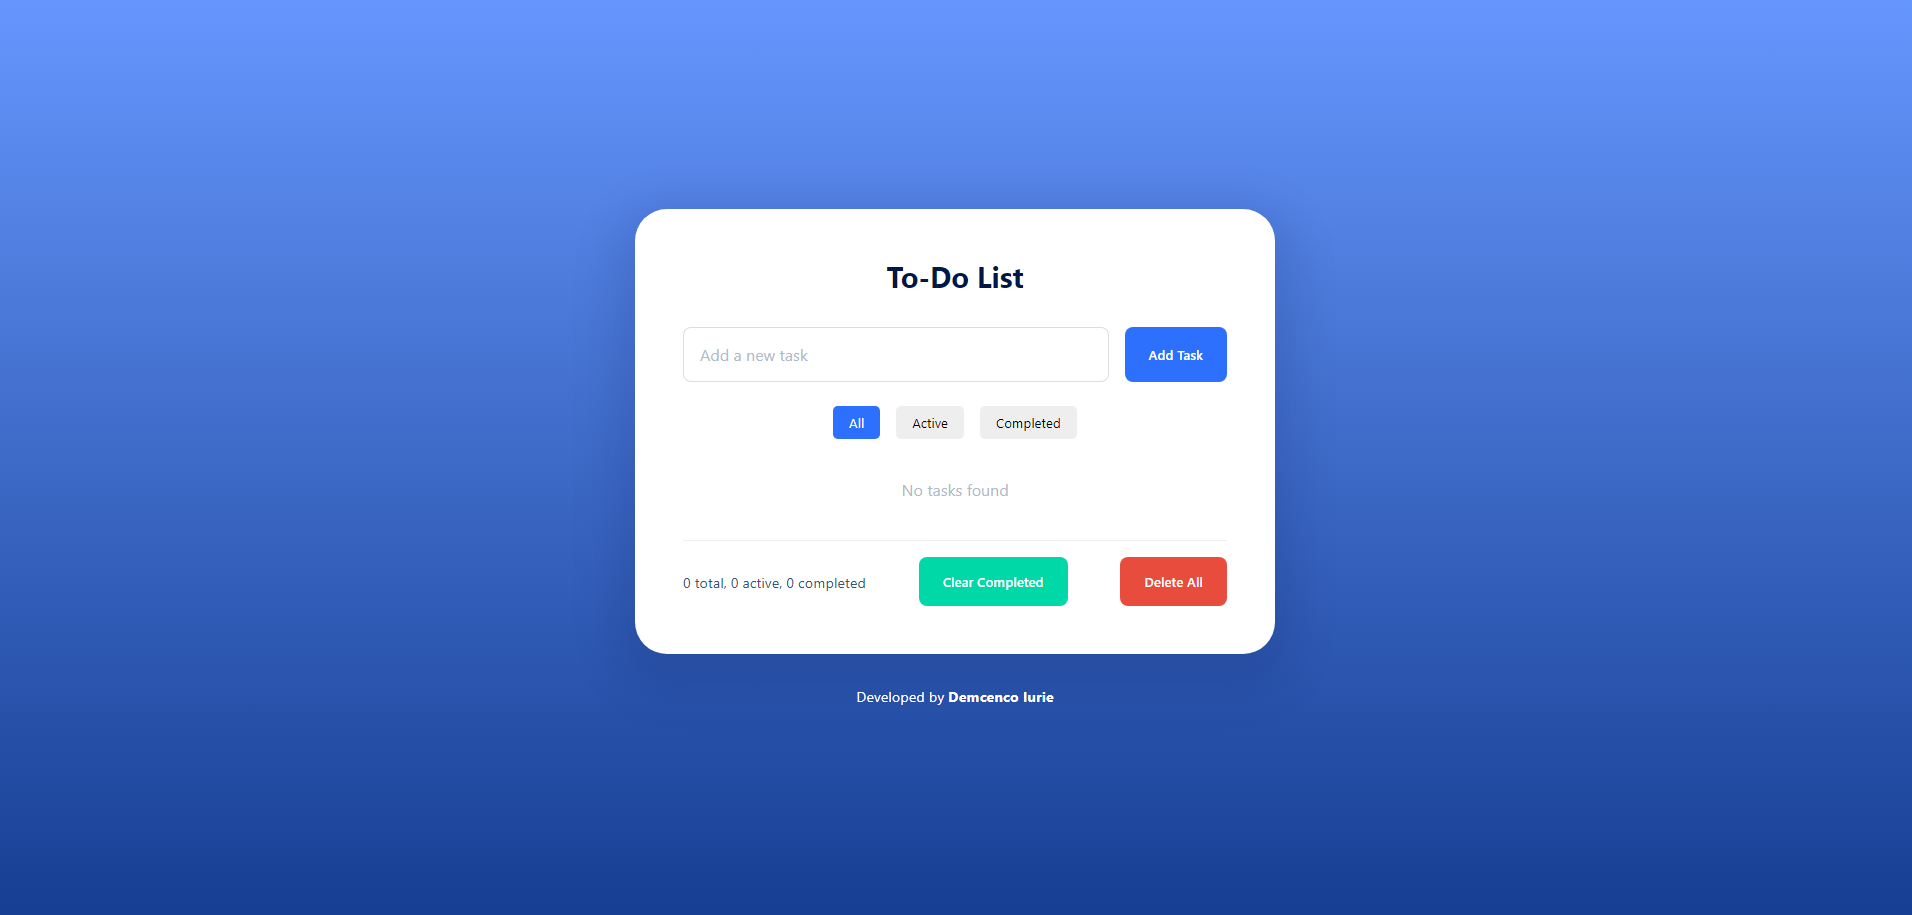 To-Do List
Add a new task
Add Task
All
Active
Completed
No tasks found
0 total, 0 active, 0 completed
Clear Completed
Delete All
Developed by Demcenco Iurie